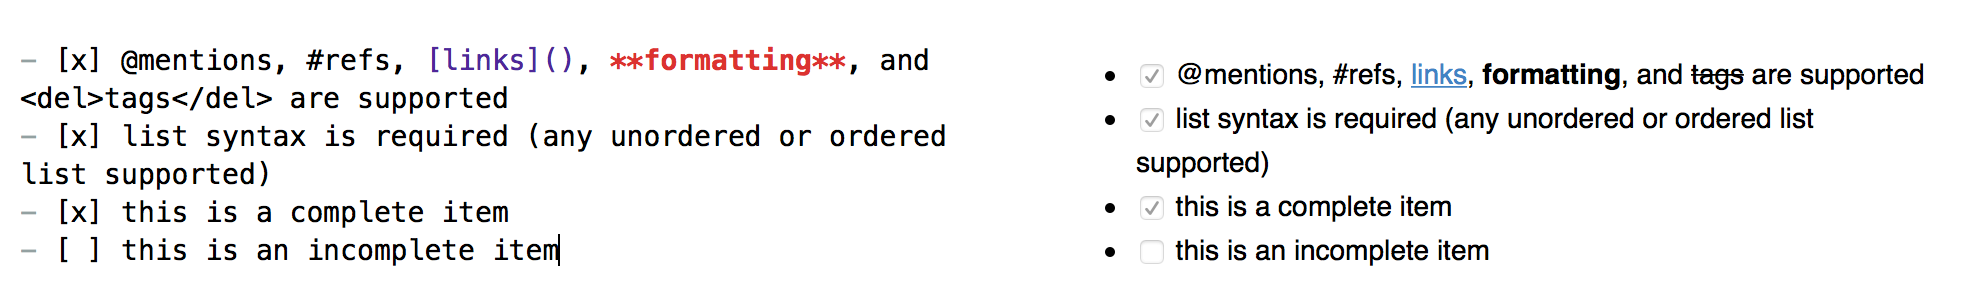 - [x] @mentions, #refs, [links](), **formatting**, and
<del>tags</del> are supported
- [x] list syntax is required (any unordered or ordered
list supported)
- [x] this is a complete item
- [ ] this is an incomplete item
• ☑ @mentions, #refs, links, formatting, and tags are supported
• ☑ list syntax is required (any unordered or ordered list
supported)
• ☑ this is a complete item
• ☐ this is an incomplete item